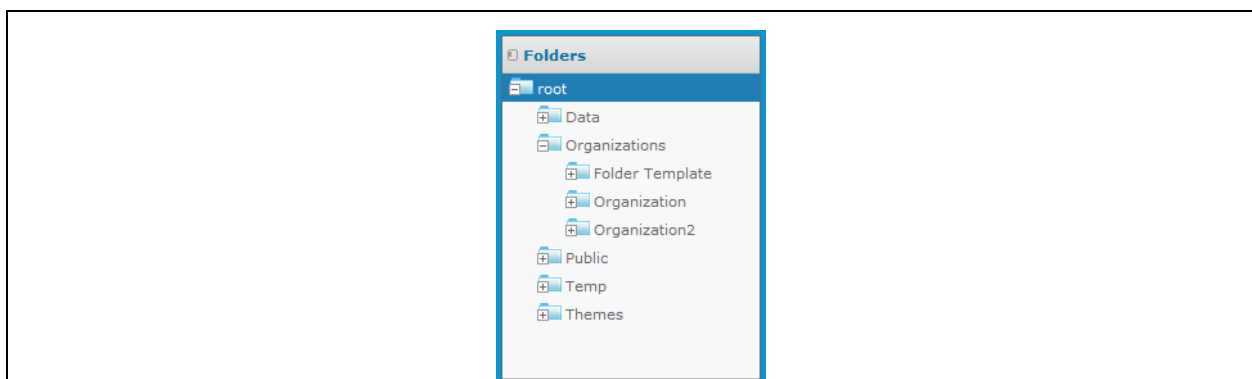 Folders
root
Data
Organizations
Folder Template
Organization
Organization2
Public
Temp
Themes